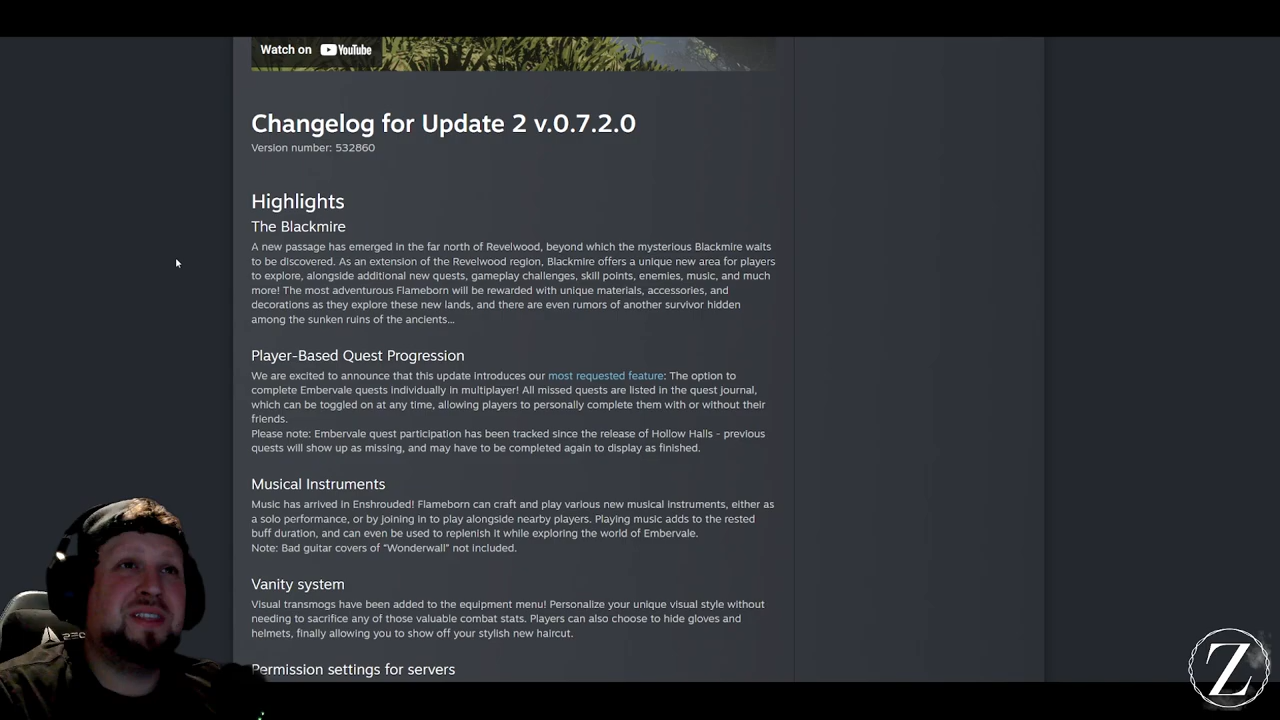 Watch on YouTube
Changelog for Update 2 v.0.7.2.0
Version number: 532860
Highlights
The Blackmire
A new passage has emerged in the far north of Revelwood, beyond which the mysterious Blackmire waits
to be discovered. As an extension of the Revelwood region, Blackmire offers a unique new area for players
to explore, alongside additional new quests, gameplay challenges, skill points, enemies, music, and much
more! The most adventurous Flameborn will be rewarded with unique materials, accessories, and
decorations as they explore these new lands, and there are even rumors of another survivor hidden
among the sunken ruins of the ancients...
Player-Based Quest Progression
We are excited to announce that this update introduces our most requested feature: The option to
complete Embervale quests individually in multiplayer! All missed quests are listed in the quest journal,
which can be toggled on at any time, allowing players to personally complete them with or without their
friends.
Please note: Embervale quest participation has been tracked since the release of Hollow Halls - previous
quests will show up as missing, and may have to be completed again to display as finished.
Musical Instruments
Music has arrived in Enshrouded! Flameborn can craft and play various new musical instruments, either as
a solo performance, or by joining in to play alongside nearby players. Playing music adds to the rested
buff duration, and can even be used to replenish it while exploring the world of Embervale.
Note: Bad guitar covers of "Wonderwall" not included.
Vanity system
Visual transmogs have been added to the equipment menu! Personalize your unique visual style without
needing to sacrifice any of those valuable combat stats. Players can also choose to hide gloves and
helmets, finally allowing you to show off your stylish new haircut.
Permission settings for servers
Z